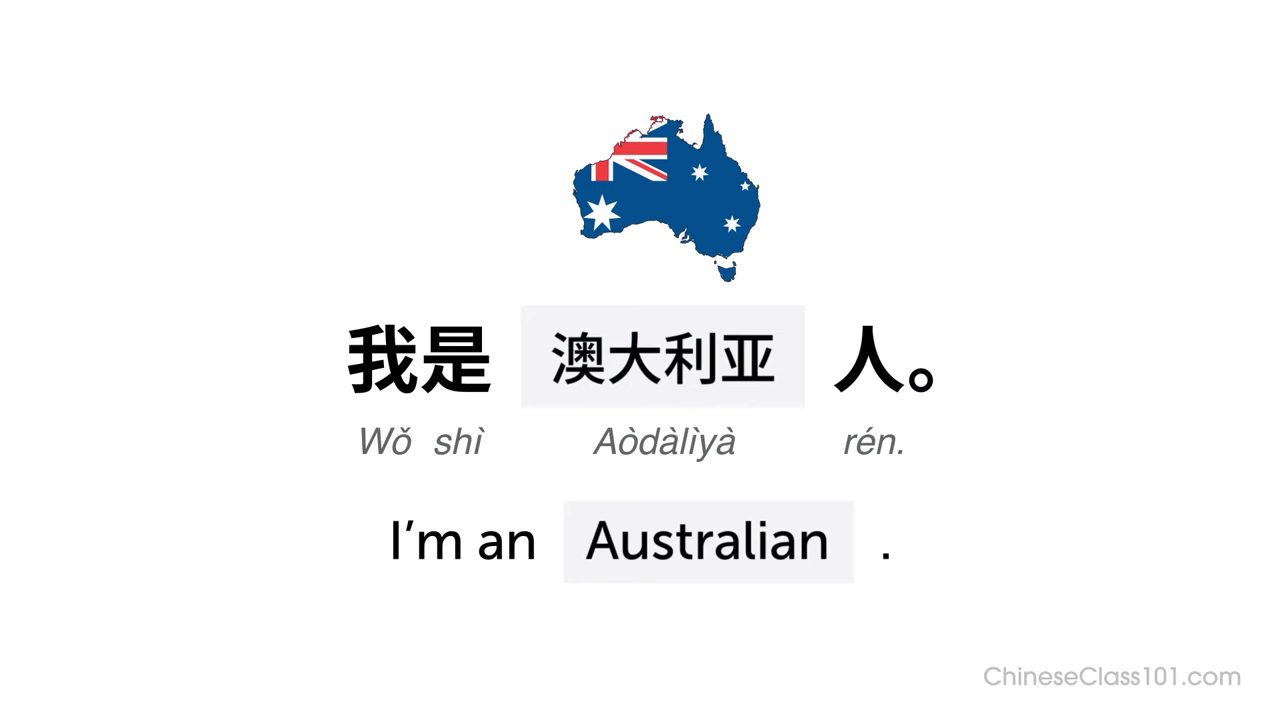 我是 澳大利亚 人。
Wǒ shì Aòdàlìyà rén.
I'm an Australian .
ChineseClass101.com